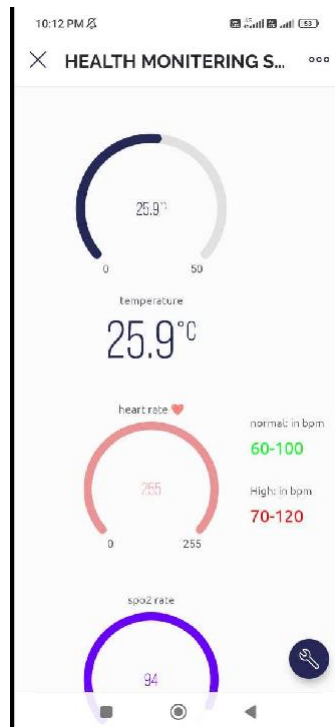 10:12 PM
53
HEALTH MONITERING S...
25.9°C
0 50
temperature
25.9°C
heart rate
normal: in bpm
60-100
255
High: in bpm
70-120
0 255
spo2 rate
94